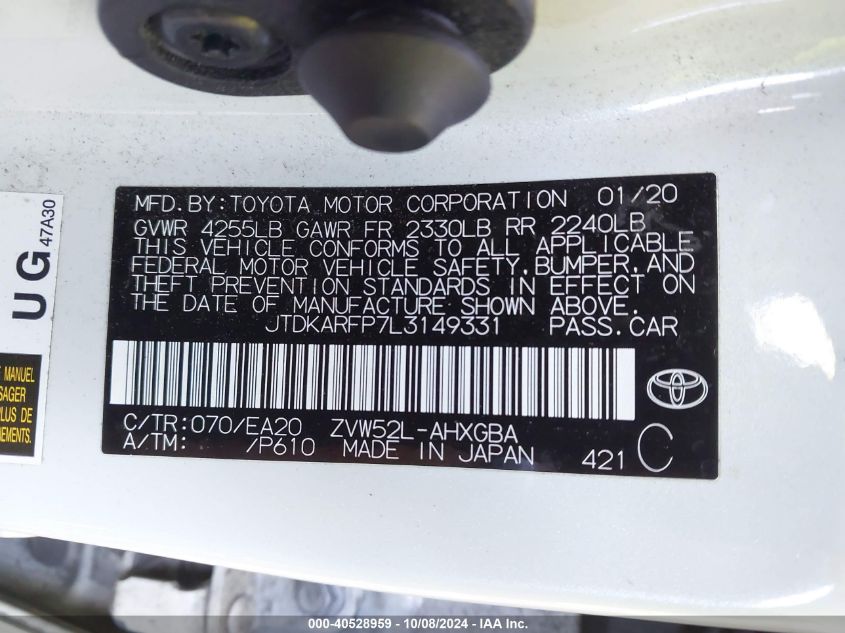 MFD. BY: TOYOTA MOTOR CORPORATION 01/20
GVWR 4255LB GAWR FR 2330LB RR 2240LB
THIS VEHICLE CONFORMS TO ALL APPLICABLE
FEDERAL MOTOR VEHICLE SAFETY, BUMPER, AND
THEFT PREVENTION STANDARDS IN EFFECT ON
THE DATE OF MANUFACTURE SHOWN ABOVE.
JTDKARFP7L3149331 PASS. CAR
C/TR: 070/EA20 ZVW52L-AHXGBA
A/TM: /P610 MADE IN JAPAN 421 C
UG
47A30
MANUEL
PLUS DE
000-40528959 - 10/08/2024 - IAA Inc.